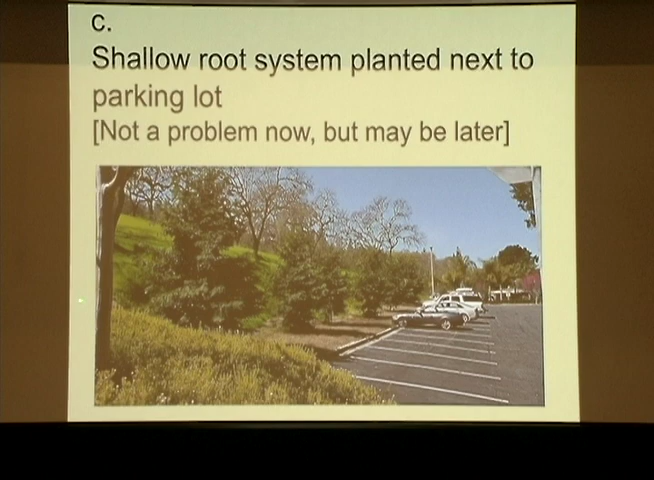 C.
Shallow root system planted next to
parking lot
[Not a problem now, but may be later]